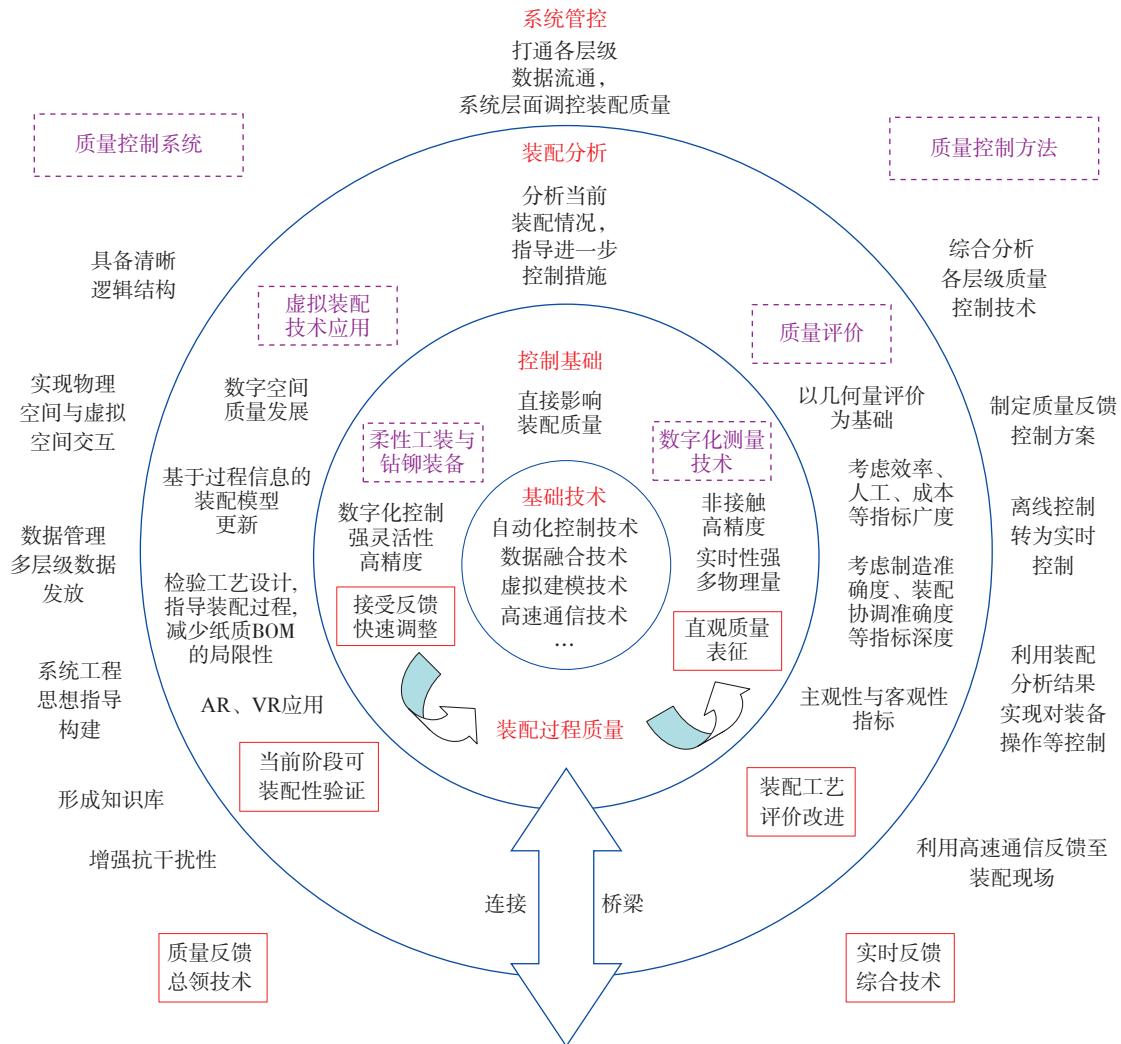 系统管控
打通各层级
数据流通，
系统层面调控装配质量
质量控制系统
质量控制方法
装配分析
分析当前
装配情况，
指导进一步
控制措施
具备清晰
逻辑结构
综合分析
各层级质量
控制技术
虚拟装配
技术应用
质量评价
控制基础
直接影响
装配质量
实现物理
空间与虚拟
空间交互
数字空间
质量发展
以几何量评价
为基础
制定质量反馈
控制方案
柔性工装与
钻铆装备
数字化测量
技术
基于过程信息的
装配模型
更新
数字化控制
强灵活性
高精度
基础技术
自动化控制技术
数据融合技术
虚拟建模技术
高速通信技术
…
非接触
高精度
实时性强
多物理量
考虑效率、
人工、成本
等指标广度
离线控制
转为实时
控制
数据管理
多层级数据
发放
检验工艺设计，
指导装配过程，
减少纸质BOM
的局限性
接受反馈
快速调整
直观质量
表征
考虑制造准
确度、装配
协调准确度
等指标深度
系统工程
思想指导
构建
AR、VR应用
装配过程质量
主观性与客观性
指标
利用装配
分析结果
实现对装备
操作等控制
当前阶段可
装配性验证
装配工艺
评价改进
形成知识库
增强抗干扰性
利用高速通信反馈至
装配现场
连接
桥梁
质量反馈
总领技术
实时反馈
综合技术